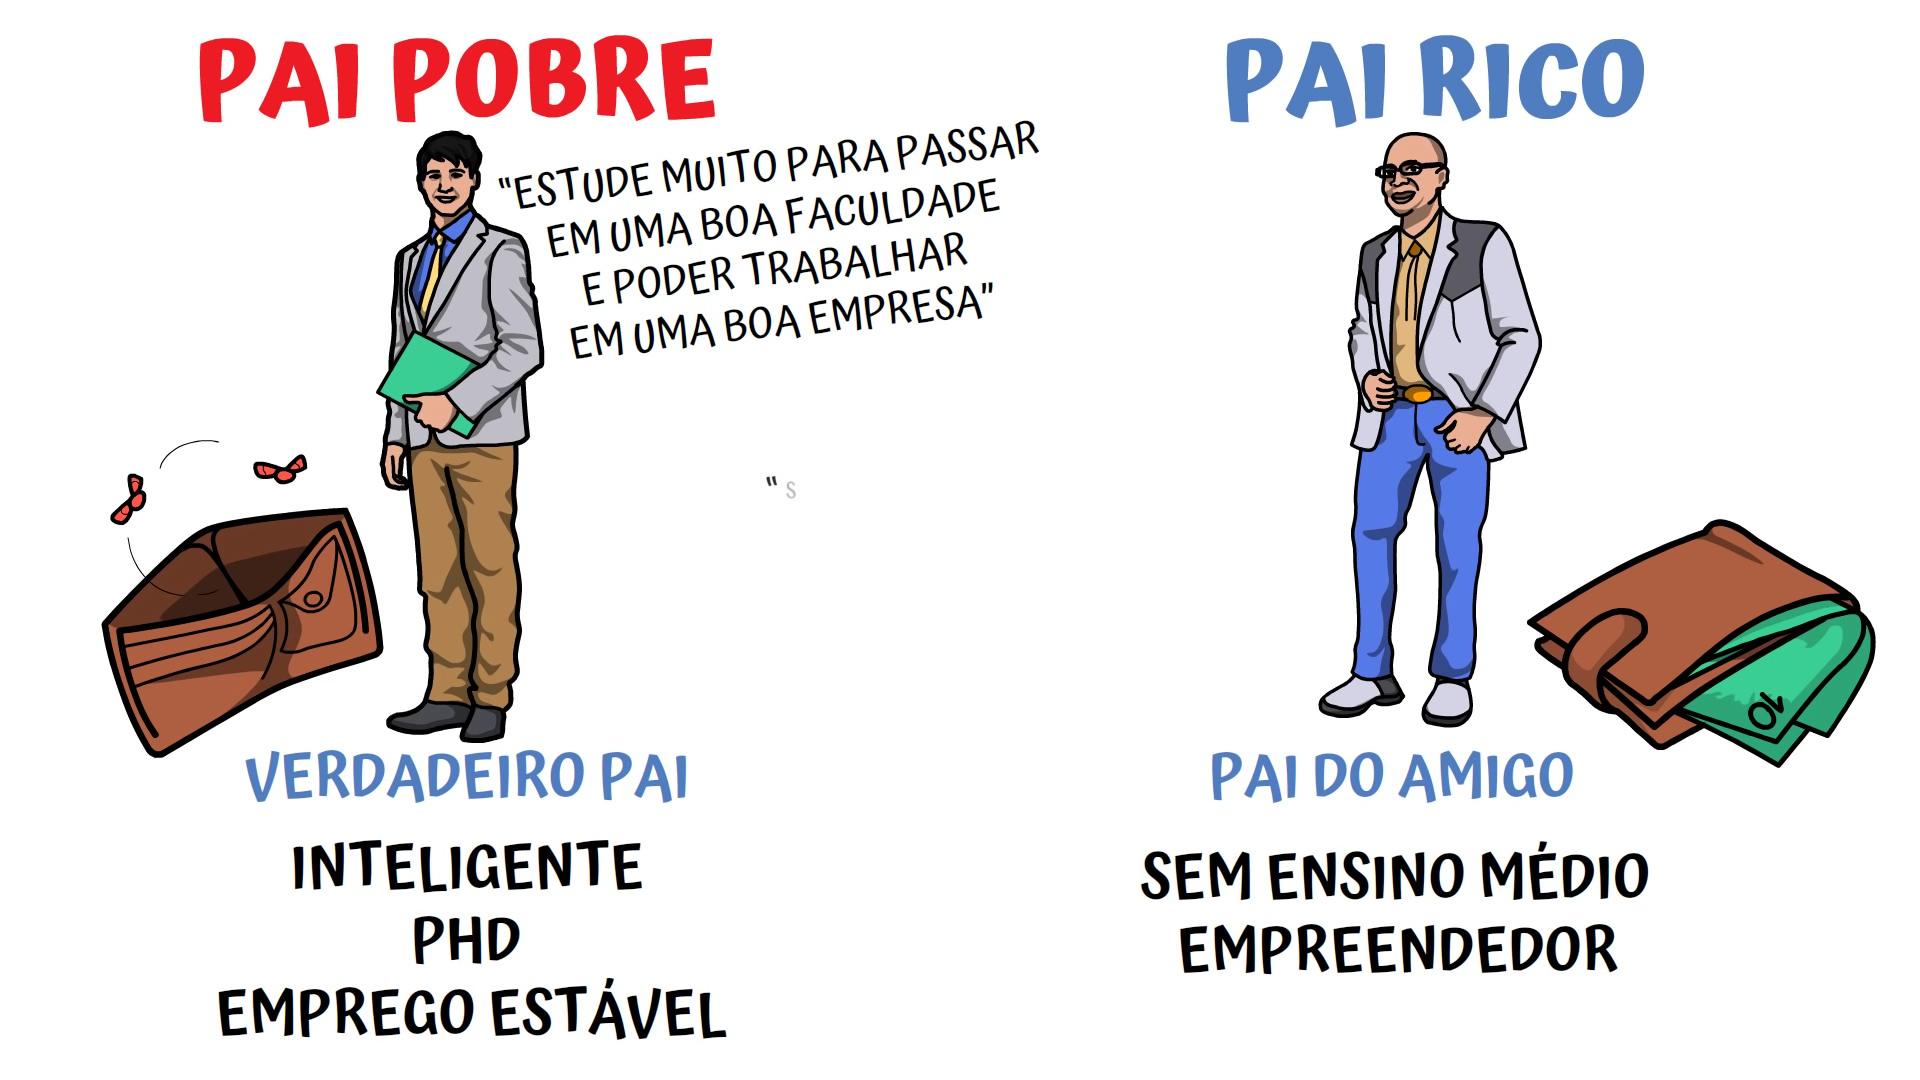 PAI POBRE
"ESTUDE MUITO PARA PASSAR
EM UMA BOA FACULDADE
E PODER TRABALHAR
EM UMA BOA EMPRESA"
" S
VERDADEIRO PAI
INTELIGENTE
PHD
EMPREGO ESTÁVEL
PAI RICO
10
PAI DO AMIGO
SEM ENSINO MÉDIO
EMPREENDEDOR